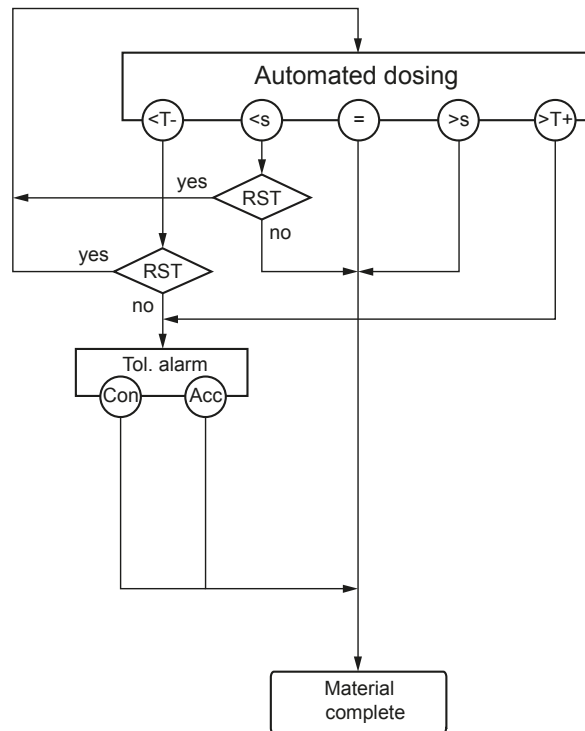 Automated dosing
<T-
<s
=
>s
>T+
yes
RST
no
yes
RST
no
Tol. alarm
Con
Acc
Material
complete